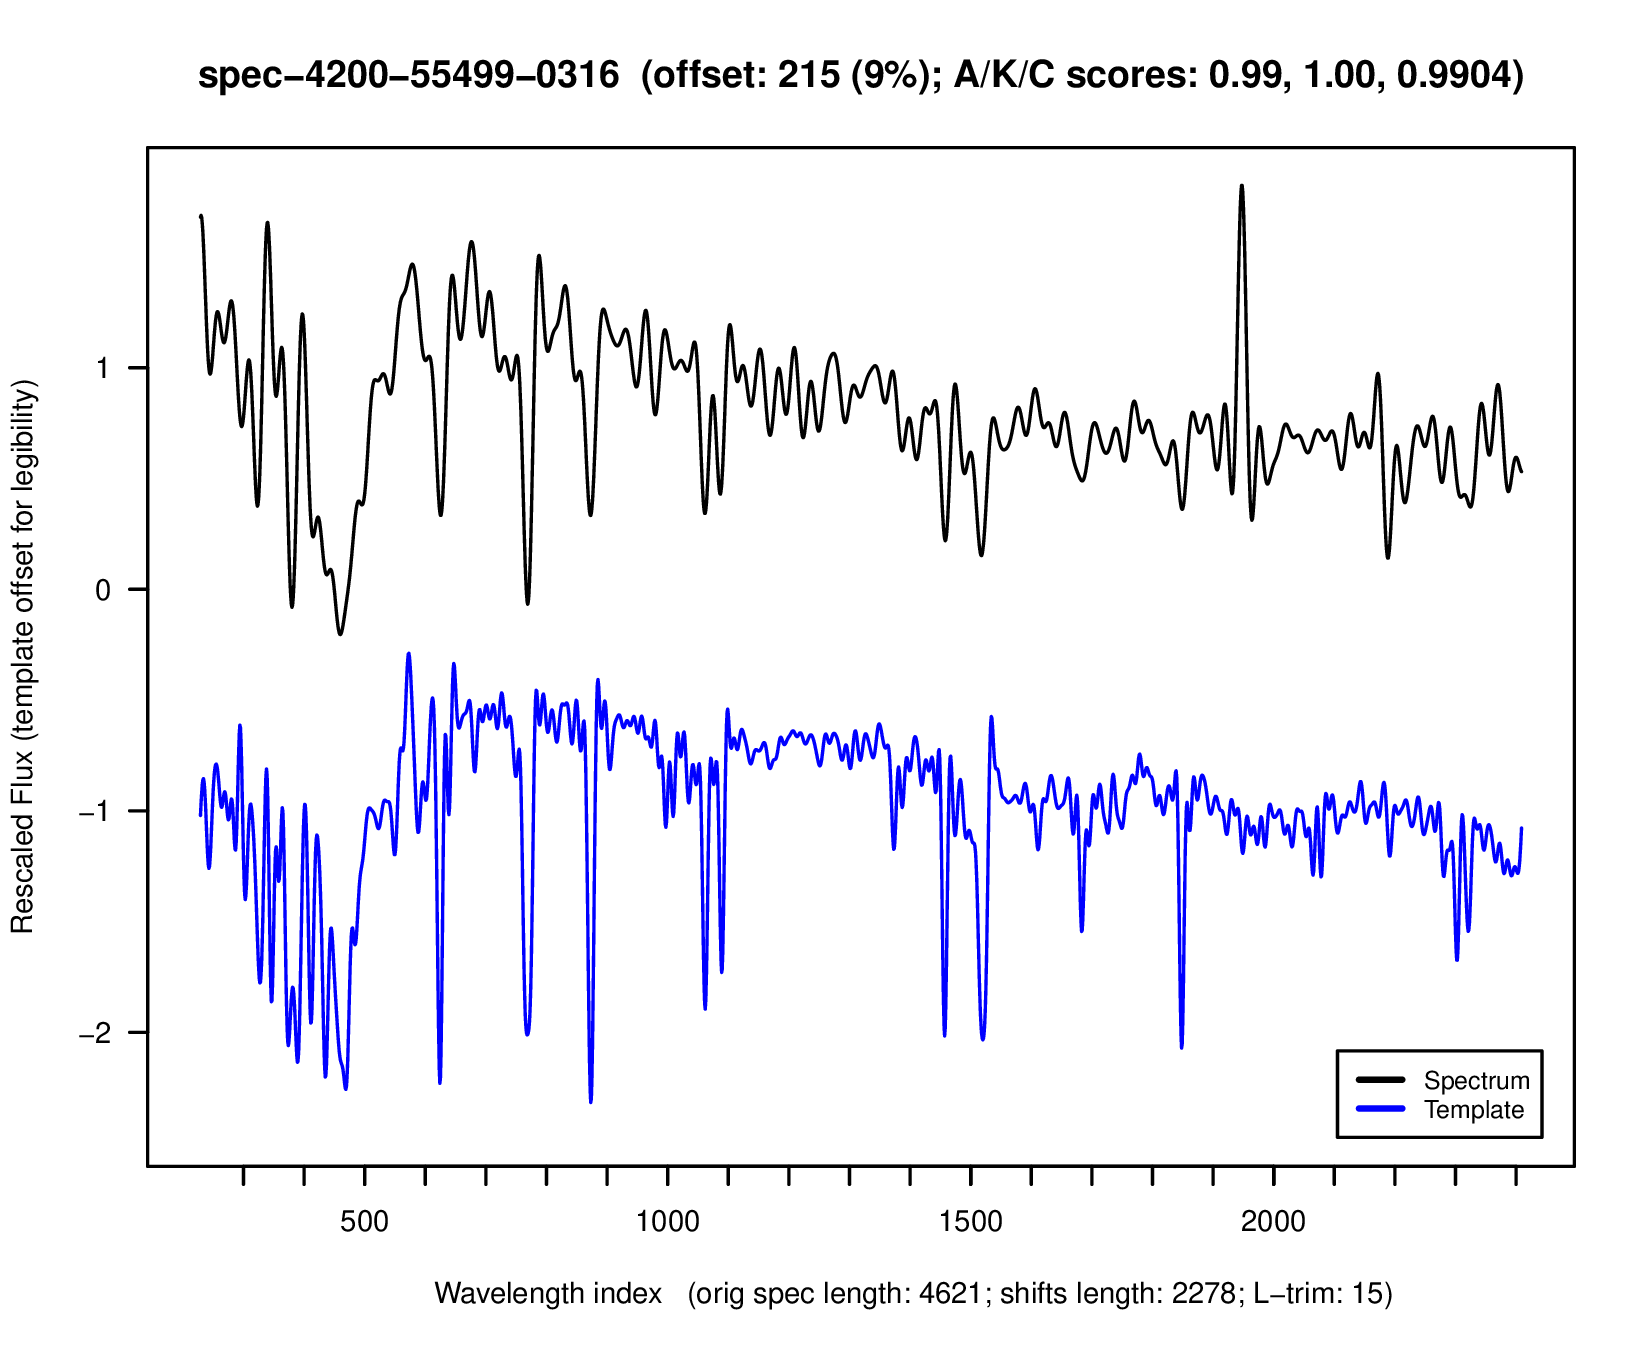 spec−4200−55499−0316 (offset: 215 (9%); A/K/C scores: 0.99, 1.00, 0.9904)
Rescaled Flux (template offset for legibility)
1
0
−1
−2
Spectrum
Template
500 1000 1500 2000
Wavelength index (orig spec length: 4621; shifts length: 2278; L−trim: 15)